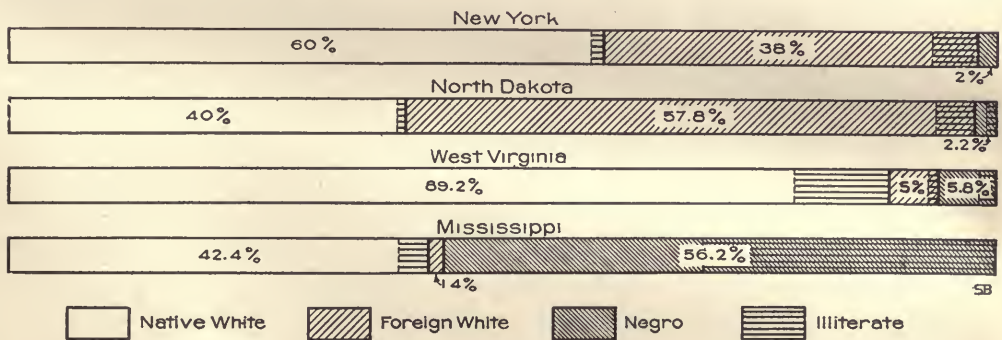 New York
60% 38%
2%
North Dakota
40% 57.8%
2.2%
West Virginia
89.2% 5% 5.8%
Mississippi
42.4% 56.2%
1.4%
SB
Native White Foreign White Negro Illiterate